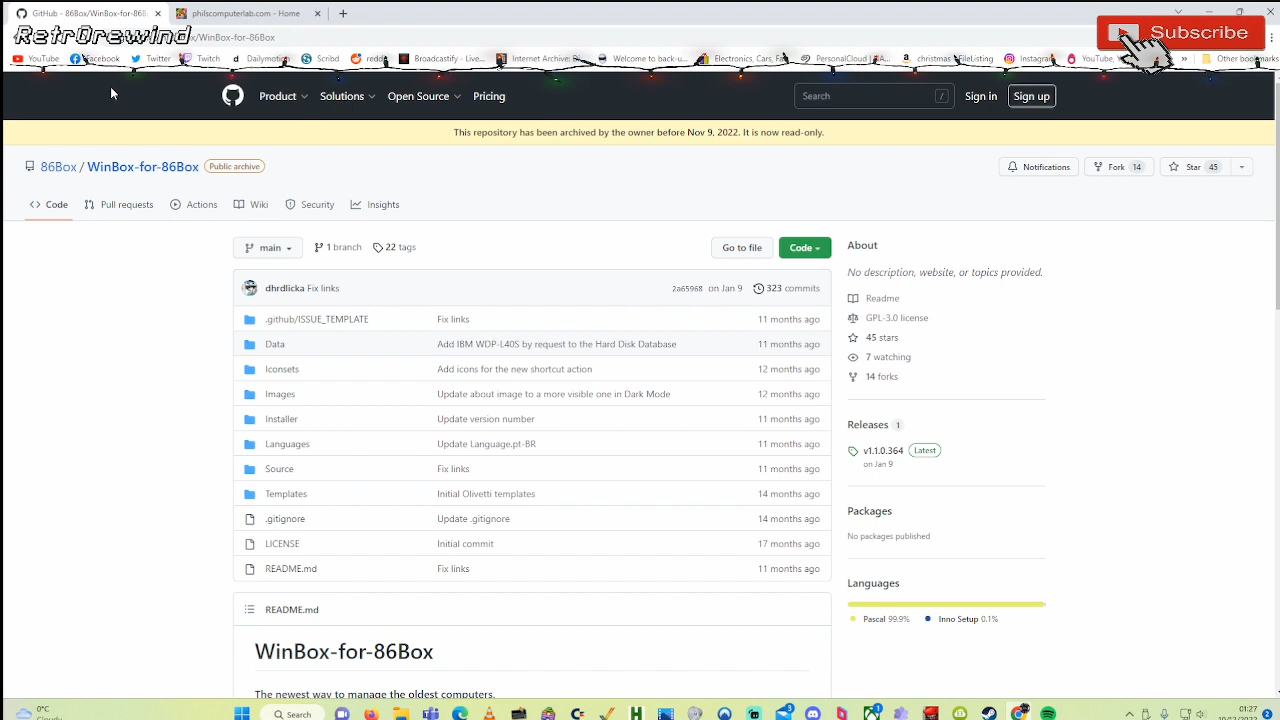 GitHub - 86Box/WinBox-for-86Box
philscomputerlab.com - Home
RetrOrewind
/WinBox-for-86Box
Subscribe
YouTube
Facebook
Twitter
Twitch
Dailymotion
Scribd
reddit
Broadcastify - Live...
Internet Archive:
Welcome to back-u...
Electronics, Cars, Fa
PersonalCloud
christmas
FileListing
Instagram
YouTube,
Other bookmarks
Product
Solutions
Open Source
Pricing
Search
/
Sign in
Sign up
This repository has been archived by the owner before Nov 9, 2022. It is now read-only.
86Box / WinBox-for-86Box
Public archive
Notifications
Fork 14
Star 45
Code
Pull requests
Actions
Wiki
Security
Insights
main
1 branch
22 tags
Go to file
Code
About
No description, website, or topics provided.
dhrdlicka Fix links
2a65968 on Jan 9
323 commits
Readme
.github/ISSUE_TEMPLATE
Fix links
11 months ago
GPL-3.0 license
Data
Add IBM WDP-L40S by request to the Hard Disk Database
11 months ago
45 stars
7 watching
Iconsets
Add icons for the new shortcut action
12 months ago
14 forks
Images
Update about image to a more visible one in Dark Mode
12 months ago
Installer
Update version number
11 months ago
Releases 1
Languages
Update Language.pt-BR
11 months ago
v1.1.0.364 Latest
on Jan 9
Source
Fix links
11 months ago
Templates
Initial Olivetti templates
14 months ago
Packages
.gitignore
Update .gitignore
14 months ago
No packages published
LICENSE
Initial commit
17 months ago
README.md
Fix links
11 months ago
Languages
README.md
Pascal 99.9%
Inno Setup 0.1%
WinBox-for-86Box
The newest way to manage the oldest computers.
0°C
Cloudy
Search
3
1
01:27
2